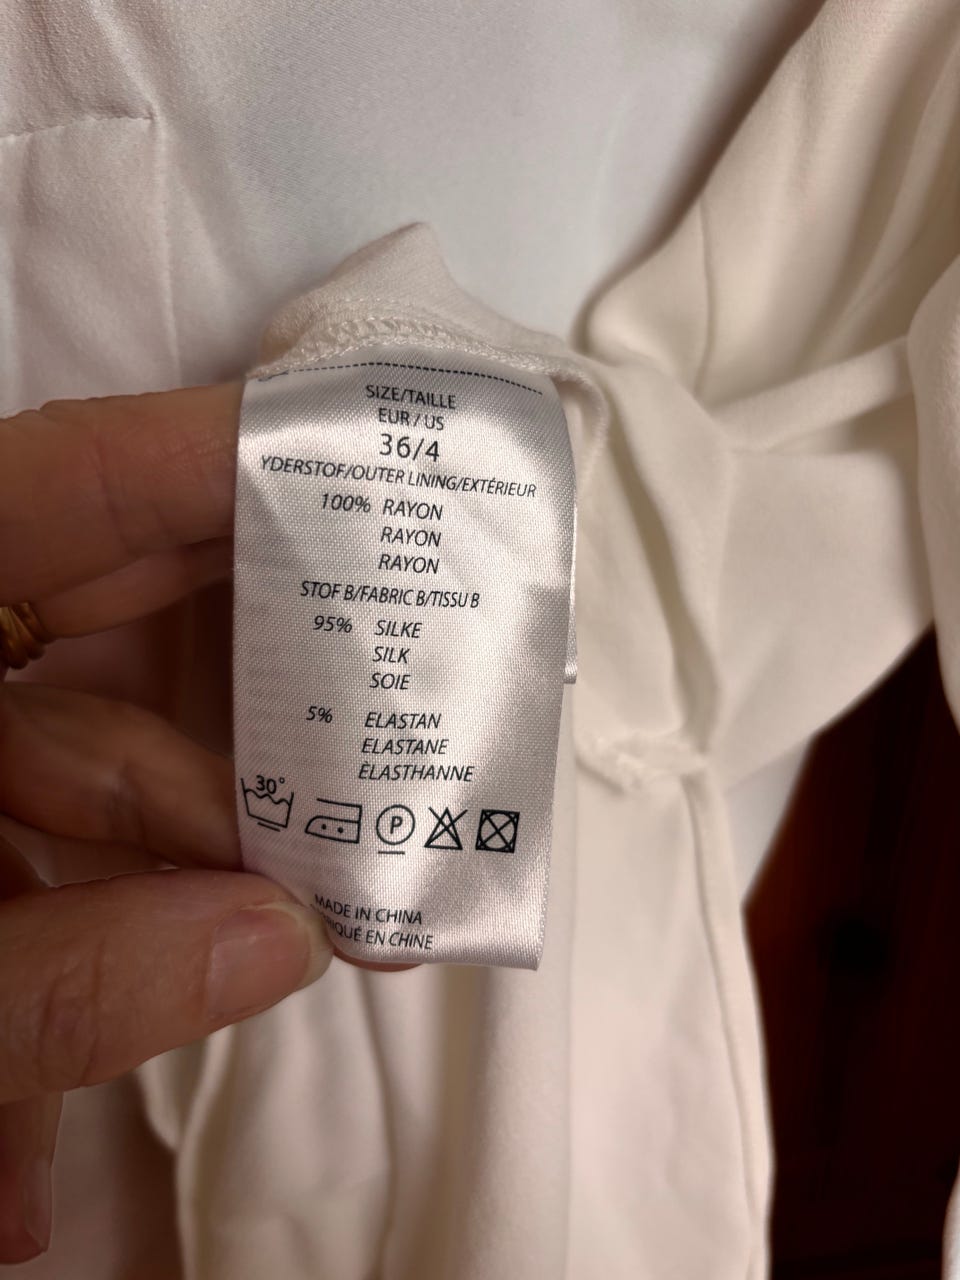 SIZE/TAILLE
EUR / US
36/4
YDERSTOF/OUTER LINING/EXTÉRIEUR
100% RAYON
RAYON
RAYON
STOF B/FABRIC B/TISSU B
95% SILKE
SILK
SOIE
5% ELASTAN
ELASTANE
ELASTHANNE
30°
P
MADE IN CHINA
EN CHINE